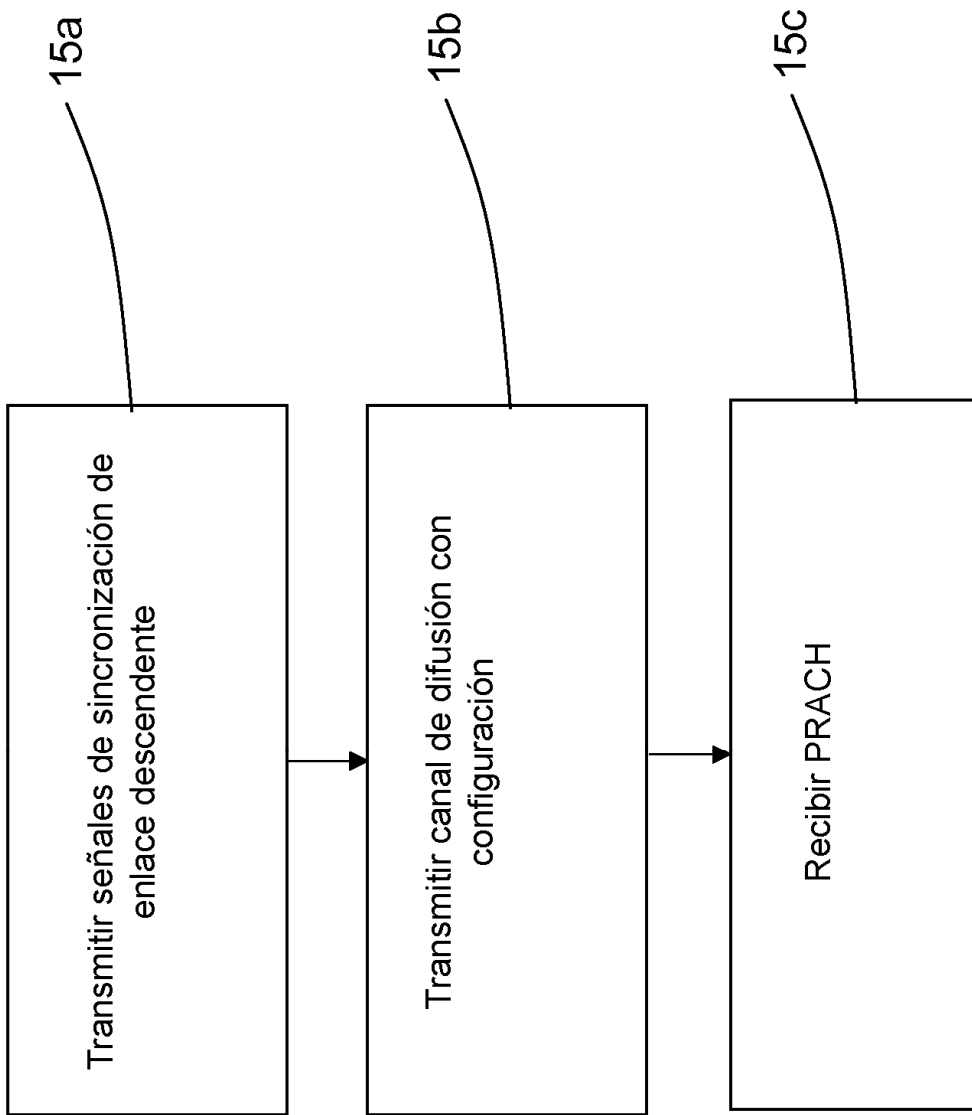 Transmitir señales de sincronización de
enlace descendente
15a
Transmitir canal de difusión con
configuración
15b
Recibir PRACH
15c